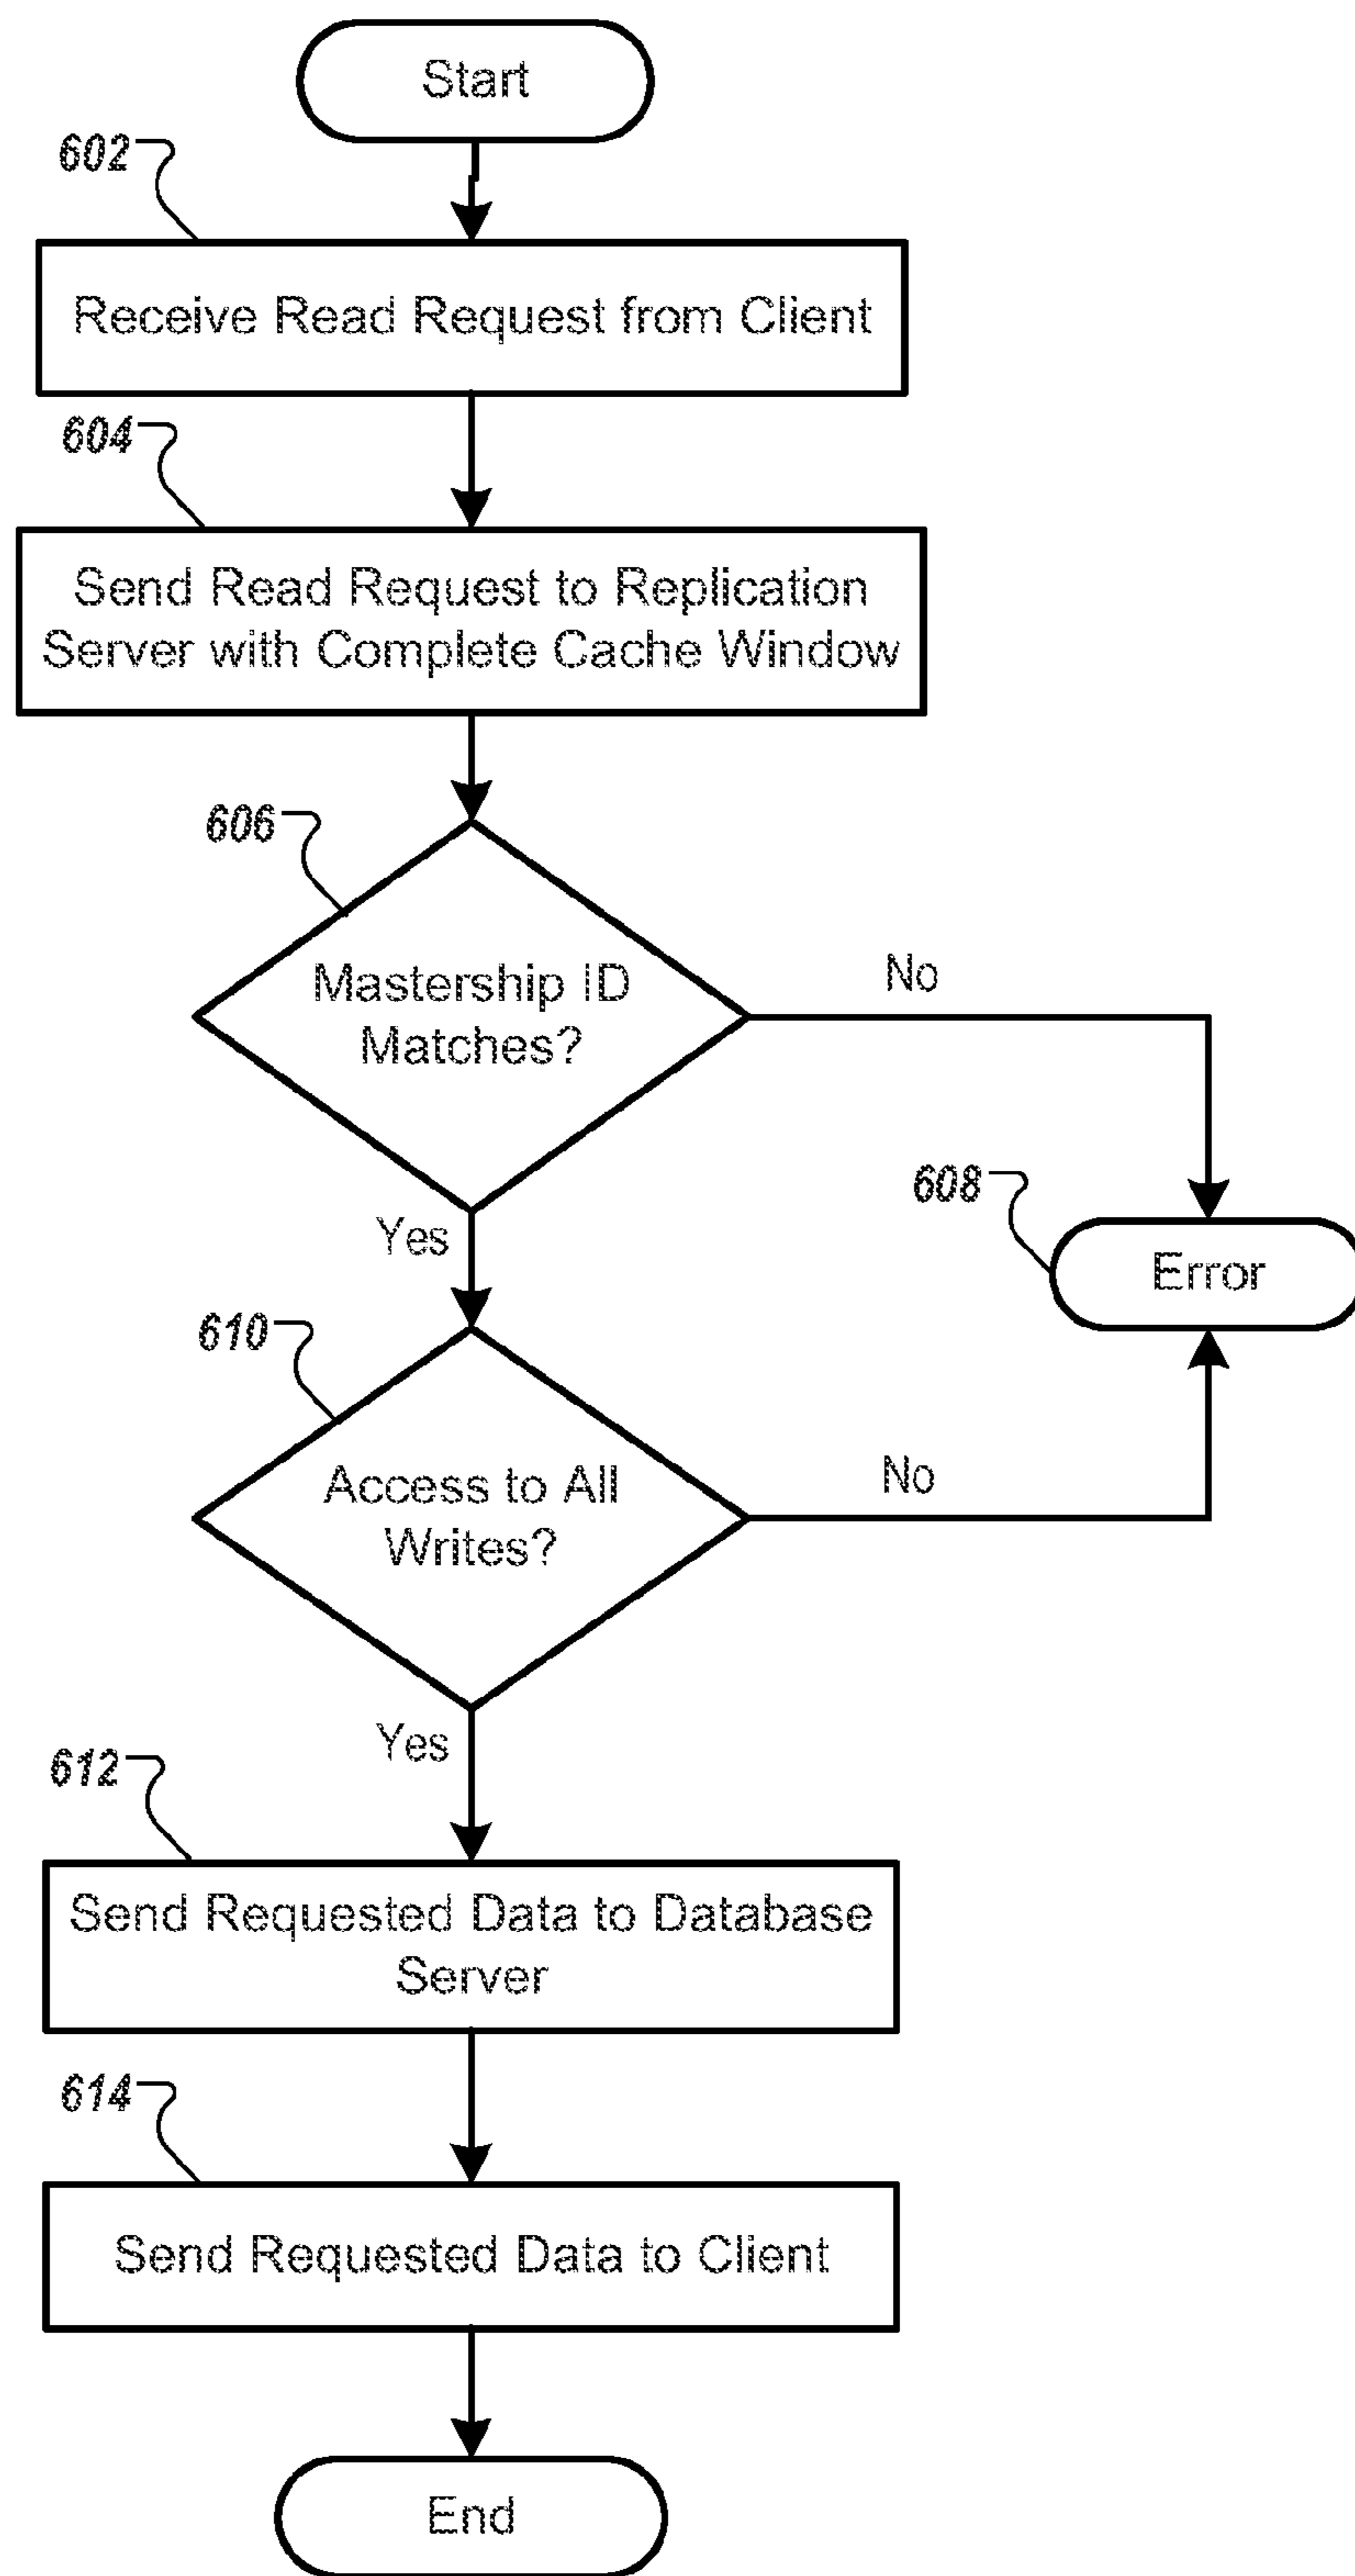 Start
602
Receive Read Request from Client
604
Send Read Request to Replication
Server with Complete Cache Window
606
Mastership ID
Matches?
No
608
Error
Yes
610
Access to All
Writes?
No
Yes
612
Send Requested Data to Database
Server
614
Send Requested Data to Client
End